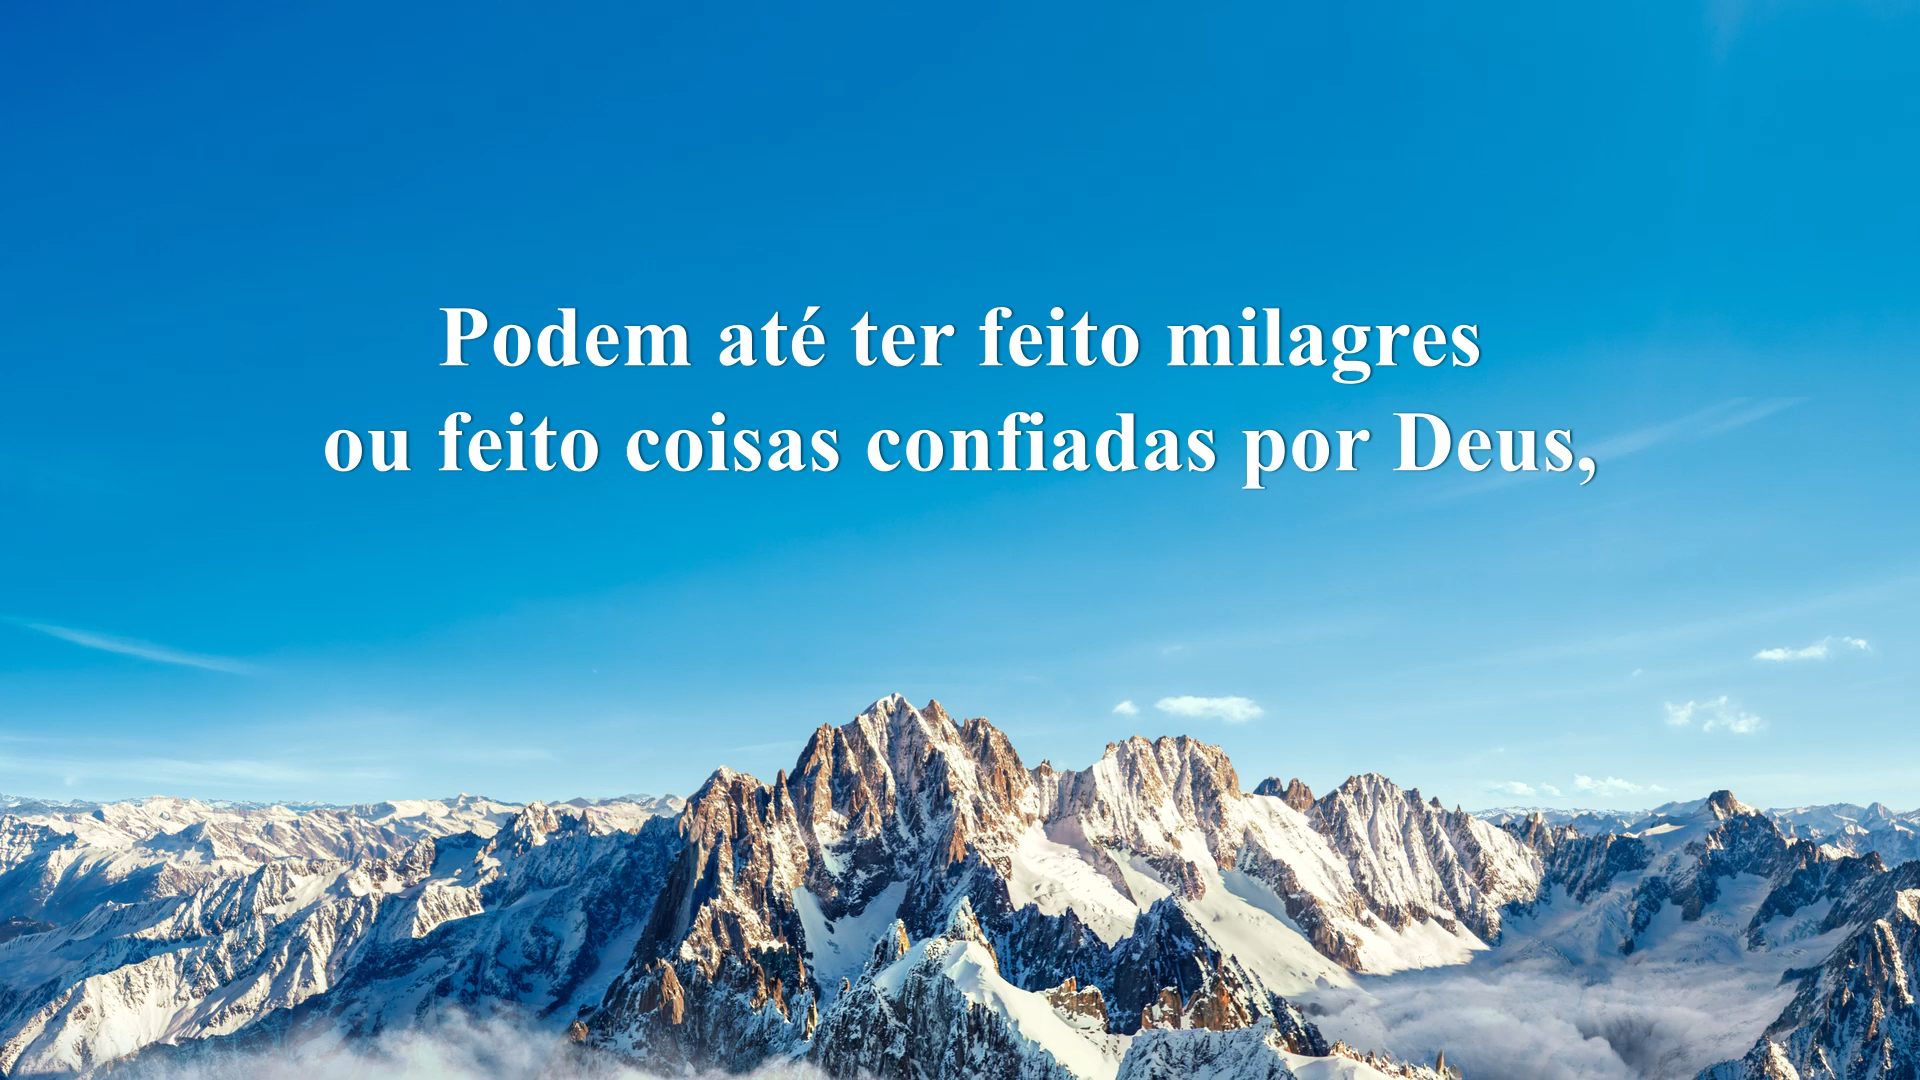 Podem até ter feito milagres
ou feito coisas confiadas por Deus,